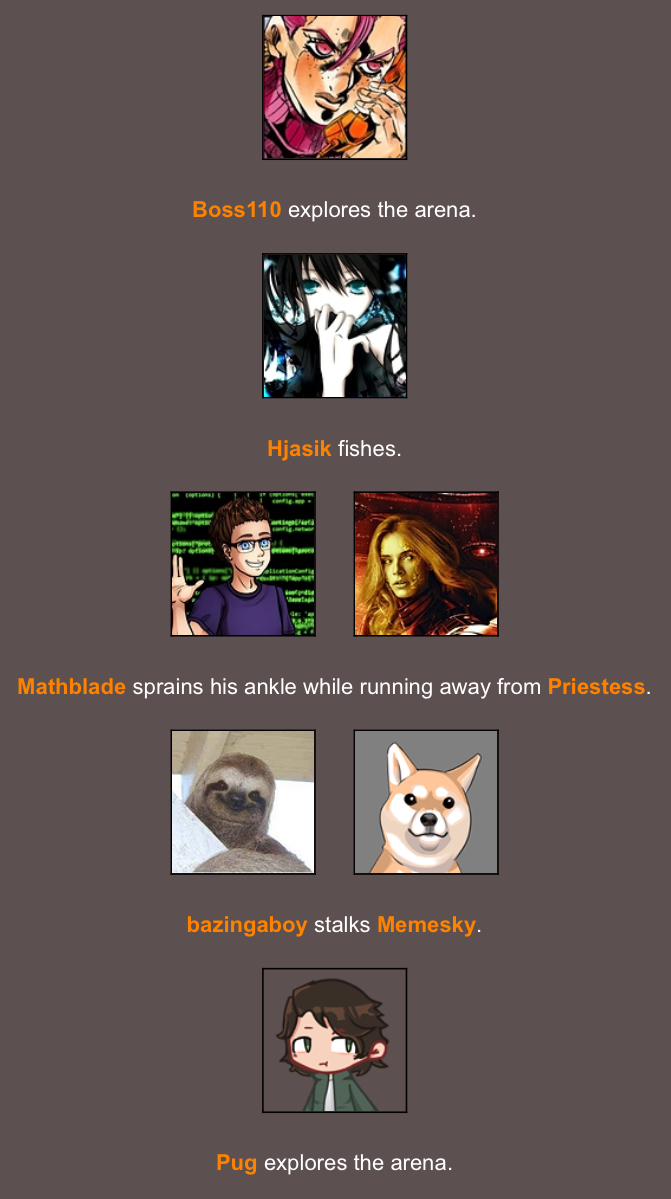 Boss110 explores the arena.
Hjasik fishes.
Mathblade sprains his ankle while running away from Priestess.
bazingaboy stalks Memesky.
Pug explores the arena.